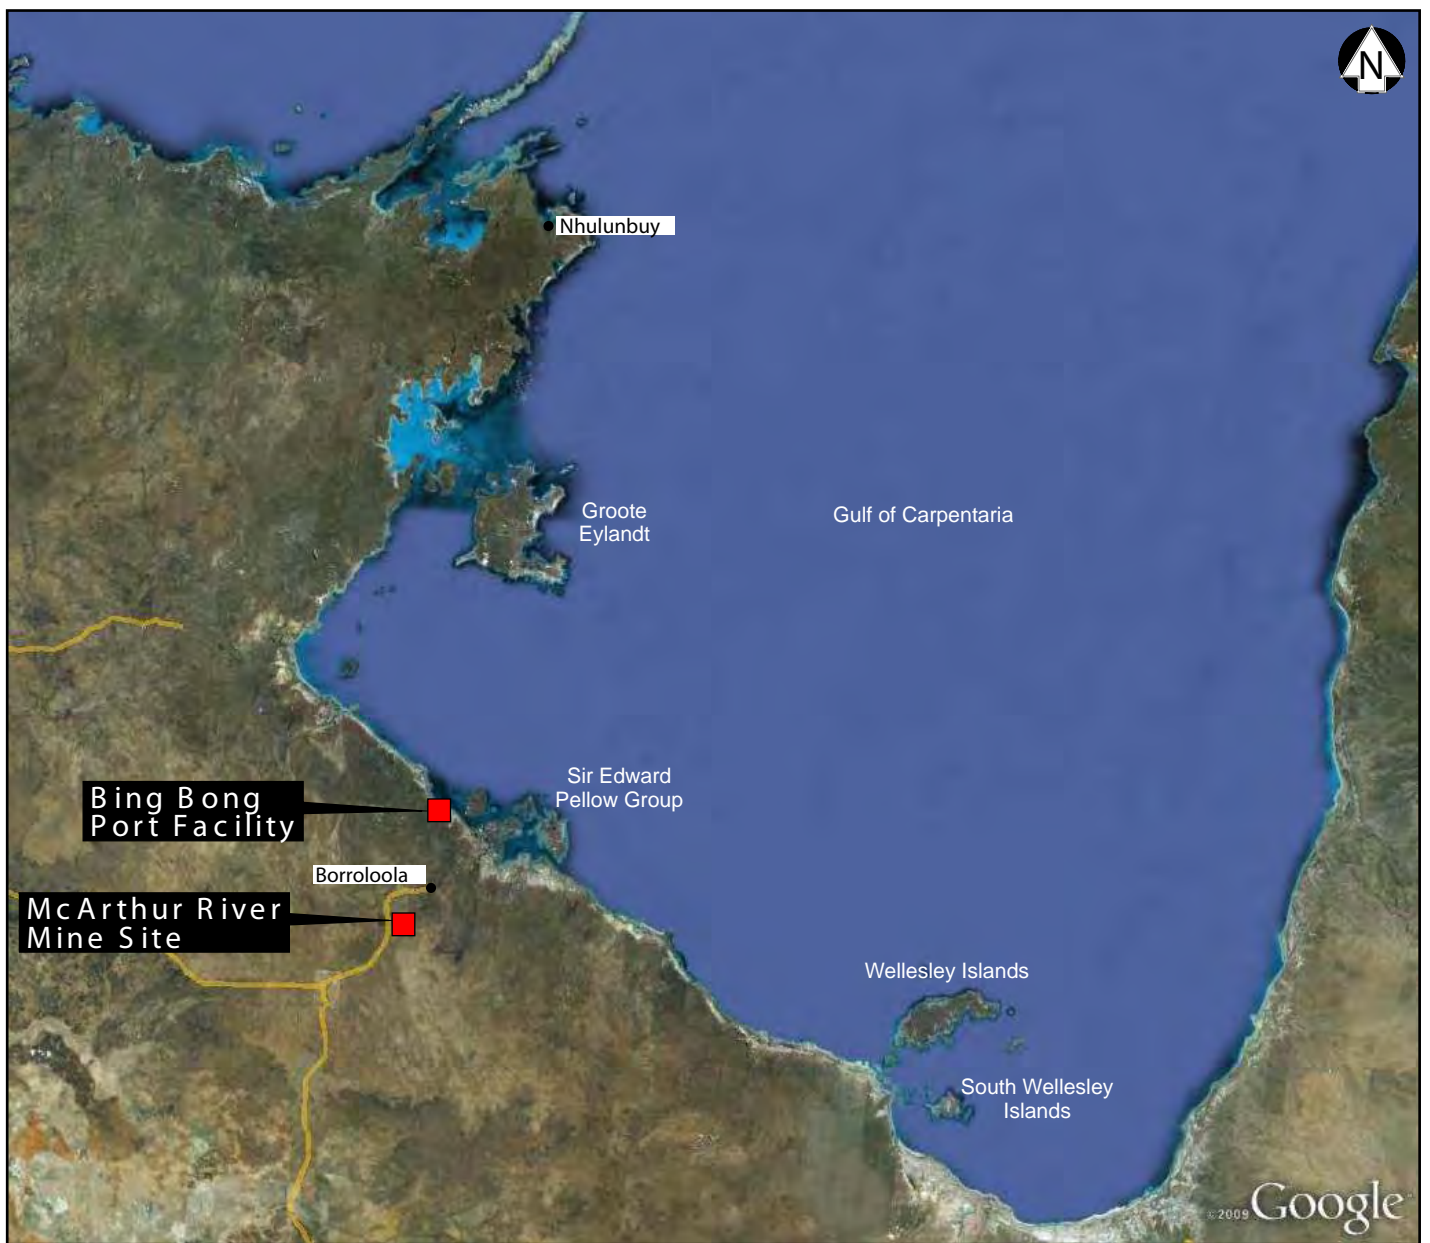 N
Nhulunbuy
Groote
Eylandt
Gulf of Carpentaria
Sir Edward
Pellow Group
Bing Bong
Port Facility
Borroloola
McArthur River
Mine Site
Wellesley Islands
South Wellesley
Islands
©2009 Google